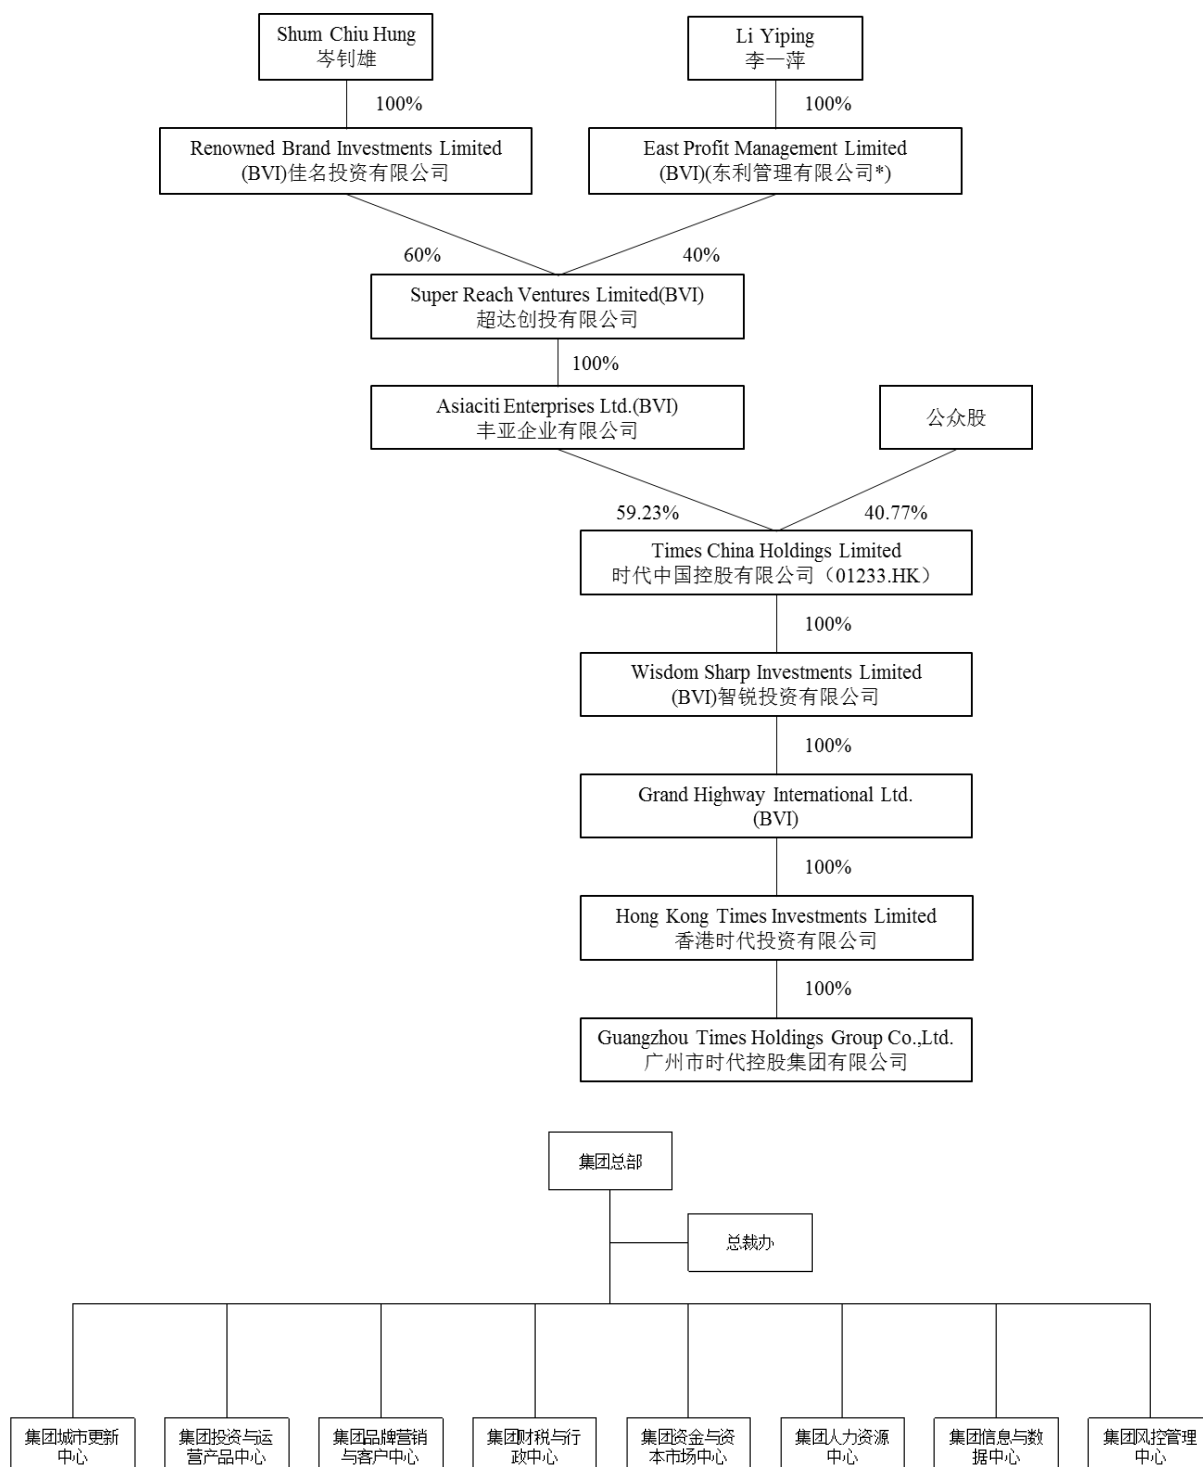 Shum Chiu Hung
岑钊雄
Li Yiping
李一萍
100%
100%
Renowned Brand Investments Limited
(BVI)佳名投资有限公司
East Profit Management Limited
(BVI)(东利管理有限公司*)
60%
40%
Super Reach Ventures Limited(BVI)
超达创投有限公司
100%
Asiaciti Enterprises Ltd.(BVI)
丰亚企业有限公司
公众股
59.23%
40.77%
Times China Holdings Limited
时代中国控股有限公司（01233.HK）
100%
Wisdom Sharp Investments Limited
(BVI)智锐投资有限公司
100%
Grand Highway International Ltd.
(BVI)
100%
Hong Kong Times Investments Limited
香港时代投资有限公司
100%
Guangzhou Times Holdings Group Co.,Ltd.
广州市时代控股集团有限公司
集团总部
总裁办
集团城市更新
中心
集团投资与运
营产品中心
集团品牌营销
与客户中心
集团财税与行
政中心
集团资金与资
本市场中心
集团人力资源
中心
集团信息与数
据中心
集团风控管理
中心